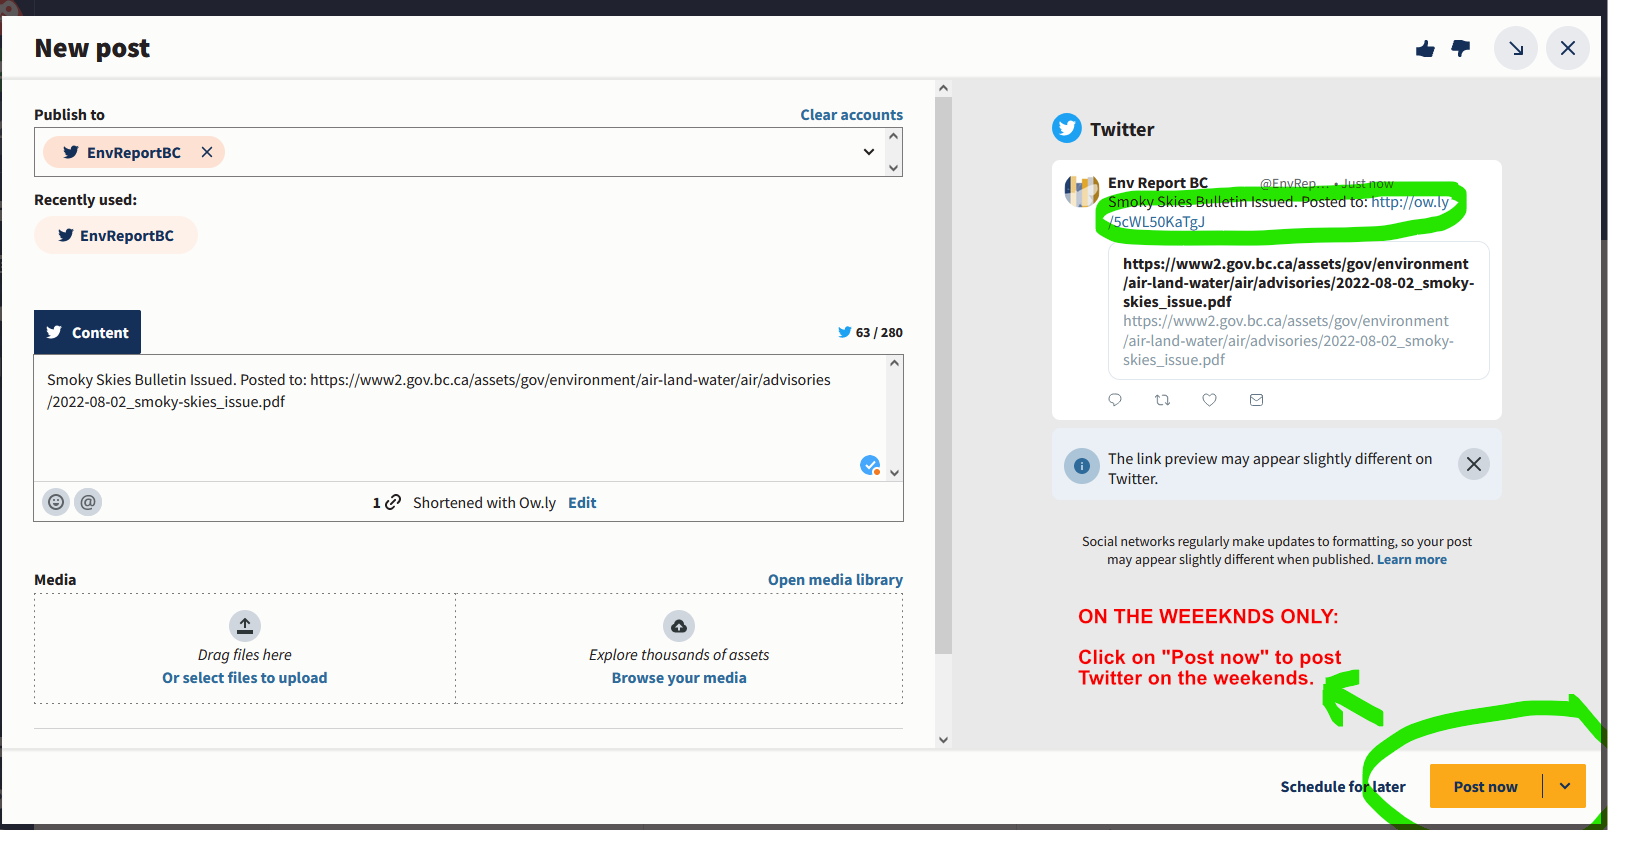 New post
Publish to
Clear accounts
EnvReportBC
Recently used:
EnvReportBC
Content
63 / 280
Smoky Skies Bulletin Issued. Posted to: https://www2.gov.bc.ca/assets/gov/environment/air-land-water/air/advisories
/2022-08-02_smoky-skies_issue.pdf
@
1 Shortened with Ow.ly Edit
Media
Open media library
Drag files here
Or select files to upload
Explore thousands of assets
Browse your media
Twitter
Env Report BC @EnvRep... • Just now
Smoky Skies Bulletin Issued. Posted to: http://ow.ly
/5cWL50KaTgJ
https://www2.gov.bc.ca/assets/gov/environment
/air-land-water/air/advisories/2022-08-02_smoky-
skies_issue.pdf
https://www2.gov.bc.ca/assets/gov/environment
/air-land-water/air/advisories/2022-08-02_smoky-
skies_issue.pdf
The link preview may appear slightly different on
Twitter.
Social networks regularly make updates to formatting, so your post
may appear slightly different when published. Learn more
ON THE WEEEKNDS ONLY:
Click on "Post now" to post
Twitter on the weekends.
Schedule for later
Post now